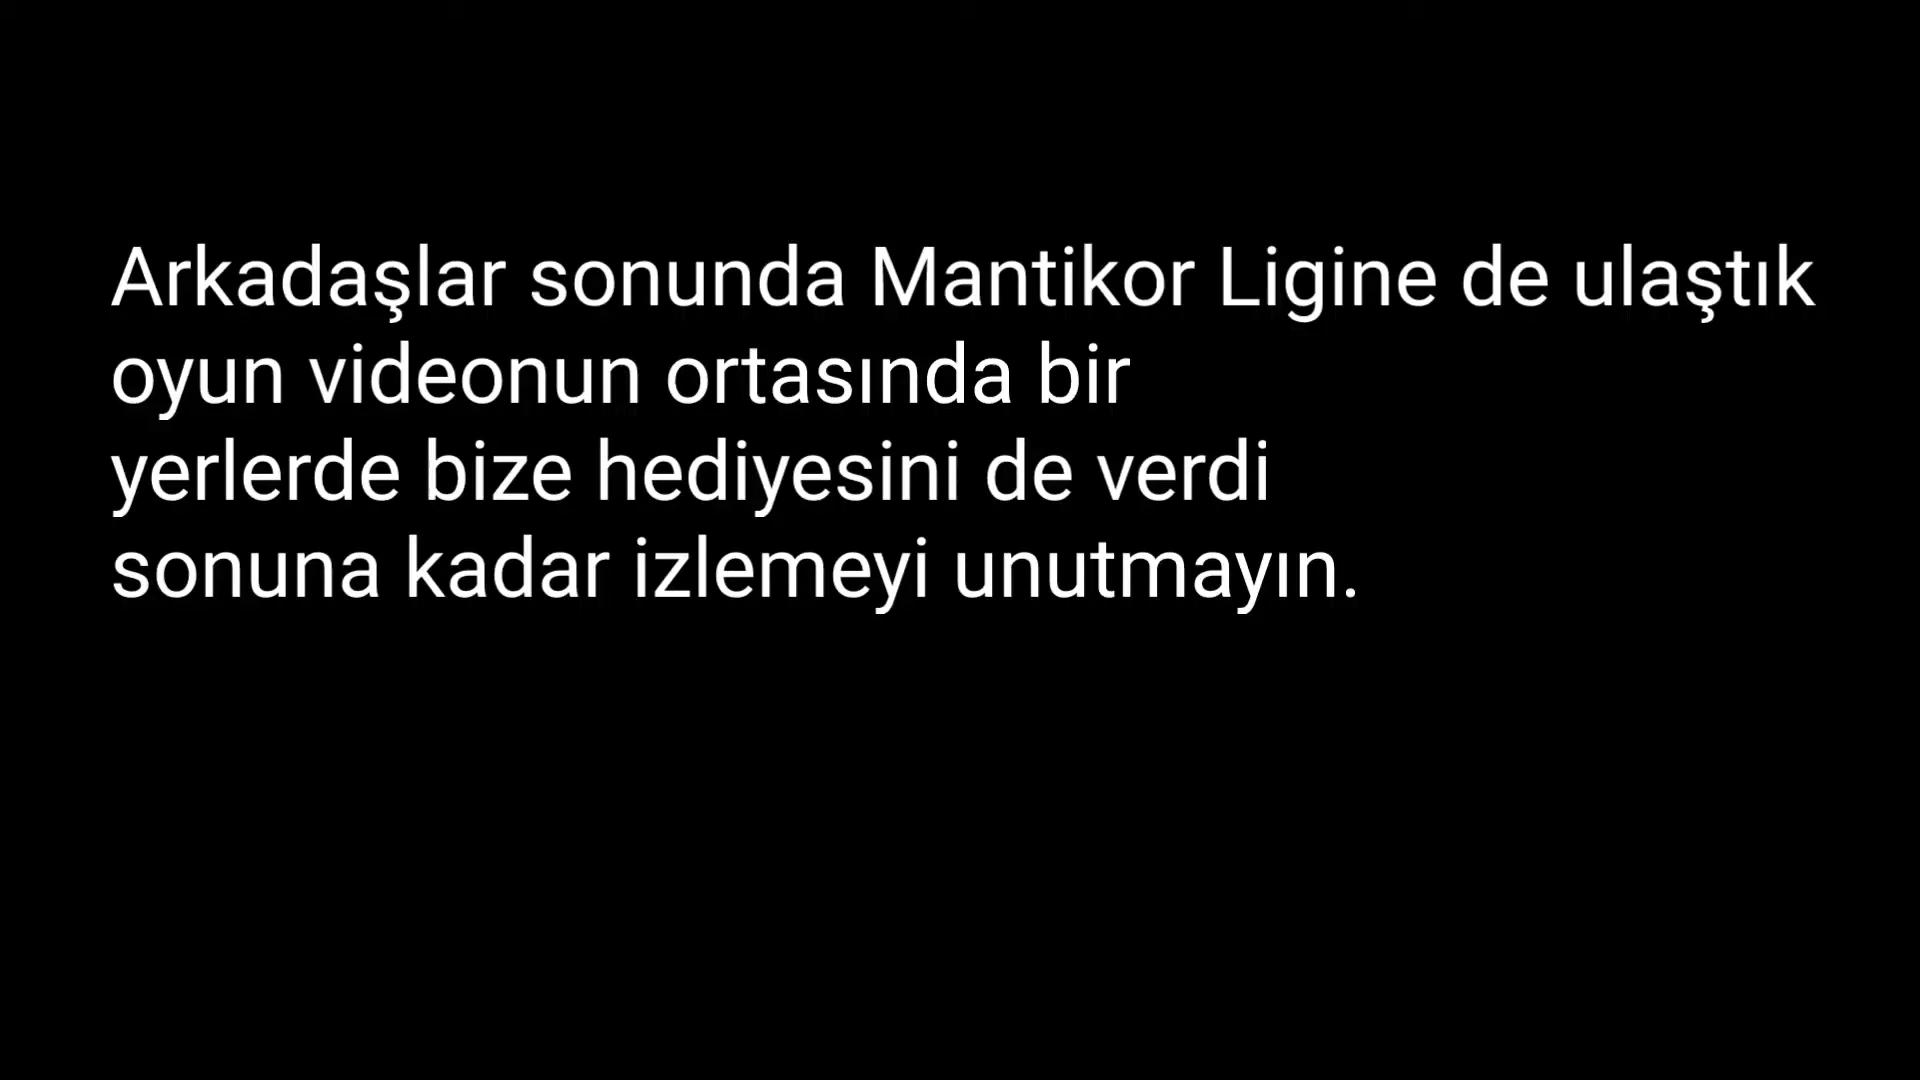 Arkadaşlar sonunda Mantikor Ligine de ulaştık
oyun videonun ortasında bir
yerlerde bize hediyesini de verdi
sonuna kadar izlemeyi unutmayın.